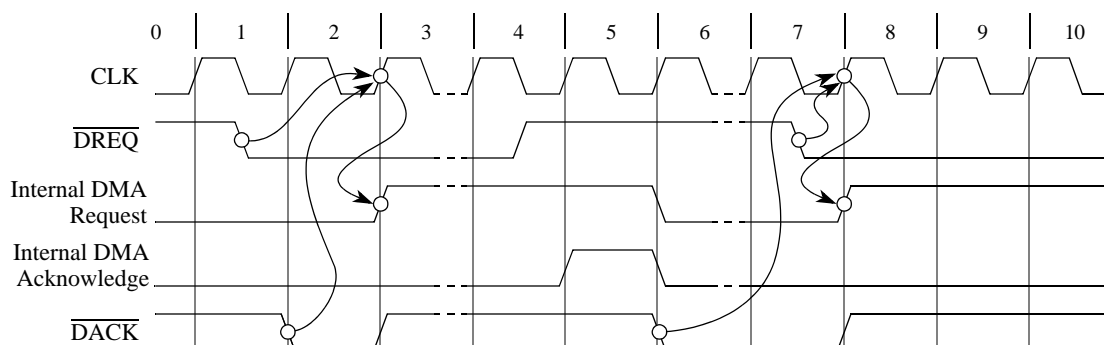 0 1 2 3 4 5 6 7 8 9 10
CLK
DREQ
Internal DMA
Request
Internal DMA
Acknowledge
DACK